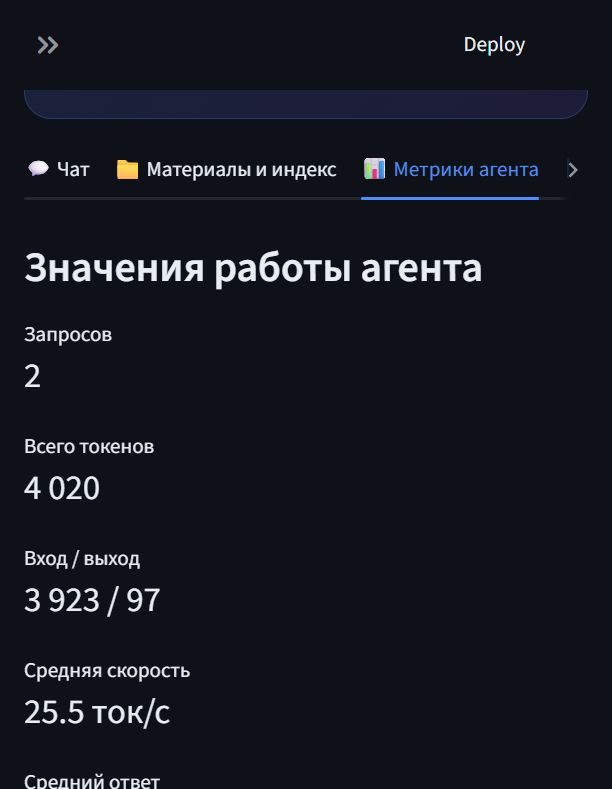 Deploy
Чат
Материалы и индекс
Метрики агента
Значения работы агента
Запросов
2
Всего токенов
4 020
Вход / выход
3 923 / 97
Средняя скорость
25.5 ток/с
Средний ответ